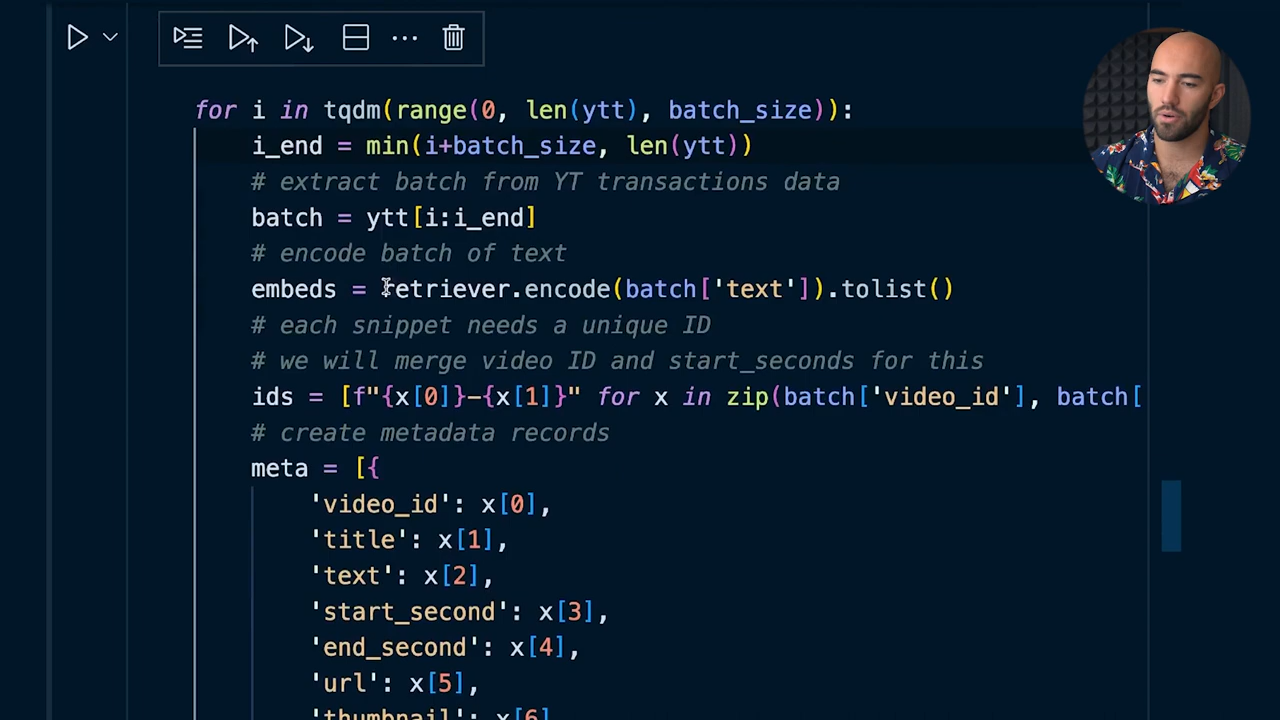 for i in tqdm(range(0, len(ytt), batch_size)):
i_end = min(i+batch_size, len(ytt))
# extract batch from YT transactions data
batch = ytt[i:i_end]
# encode batch of text
embeds = retriever.encode(batch['text']).tolist()
# each snippet needs a unique ID
# we will merge video ID and start_seconds for this
ids = [f"{x[0]}-{x[1]}" for x in zip(batch['video_id'], batch[
# create metadata records
meta = [{
'video_id': x[0],
'title': x[1],
'text': x[2],
'start_second': x[3],
'end_second': x[4],
'url': x[5],
'thumbnail': x[6]